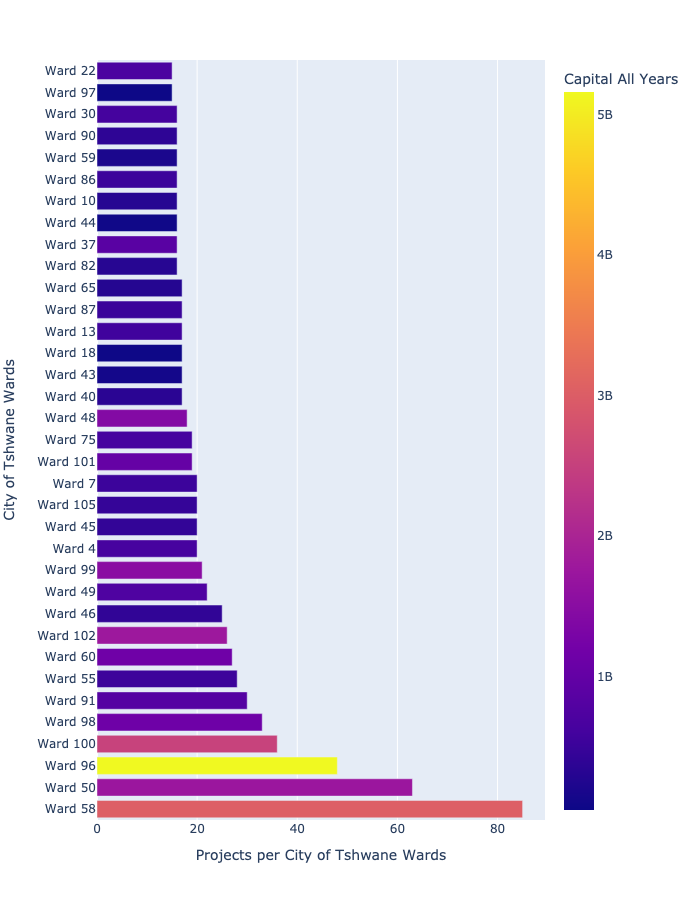 Capital All Years
5B
4B
3B
2B
1B
City of Tshwane Wards
Ward 22
Ward 97
Ward 30
Ward 90
Ward 59
Ward 86
Ward 10
Ward 44
Ward 37
Ward 82
Ward 65
Ward 87
Ward 13
Ward 18
Ward 43
Ward 40
Ward 48
Ward 75
Ward 101
Ward 7
Ward 105
Ward 45
Ward 4
Ward 99
Ward 49
Ward 46
Ward 102
Ward 60
Ward 55
Ward 91
Ward 98
Ward 100
Ward 96
Ward 50
Ward 58
0 20 40 60 80
Projects per City of Tshwane Wards